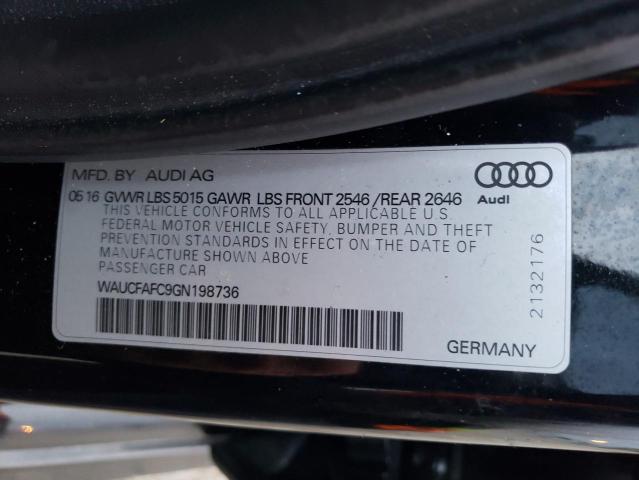 MFD. BY AUDI AG
0516 GVWR LBS 5015 GAWR LBS FRONT 2546 / REAR 2646
Audi
THIS VEHICLE CONFORMS TO ALL APPLICABLE U.S.
FEDERAL MOTOR VEHICLE SAFETY, BUMPER AND THEFT
PREVENTION STANDARDS IN EFFECT ON THE DATE OF
MANUFACTURE SHOWN ABOVE
PASSENGER CAR
WAUCFAFC9GN198736
GERMANY
2132176